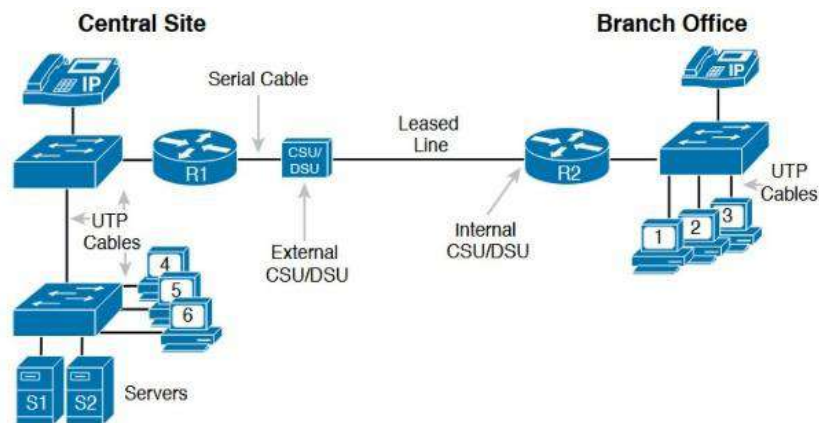 Central Site
Branch Office
IP
IP
Serial Cable
Leased
Line
CSU/
DSU
R1
R2
UTP
Cables
UTP
Cables
External
CSU/DSU
Internal
CSU/DSU
1
2
3
4
5
6
S1
S2
Servers